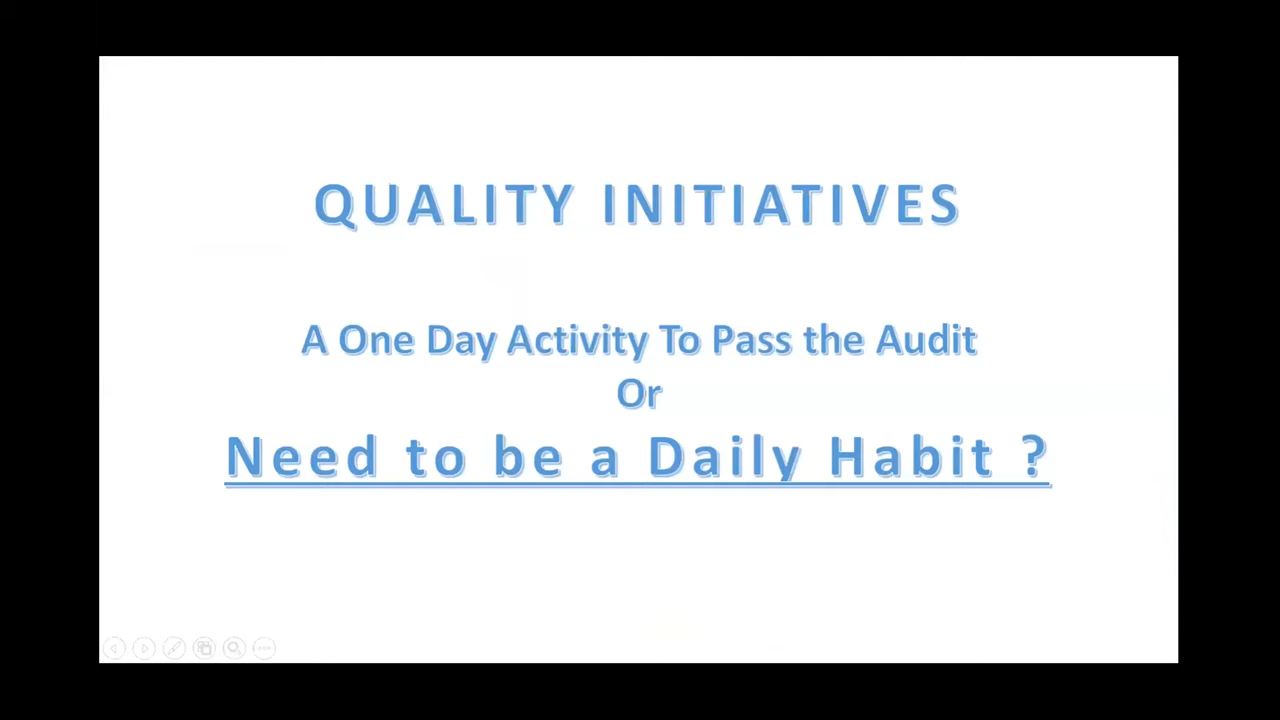 QUALITY INITIATIVES
A One Day Activity To Pass the Audit
Or
Need to be a Daily Habit ?